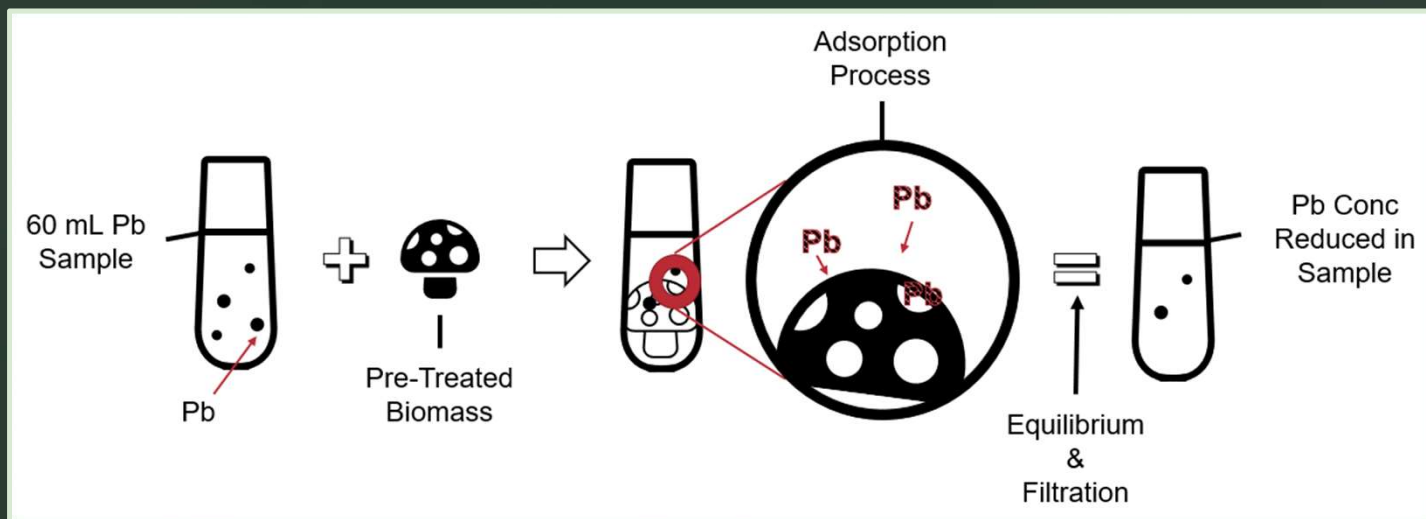 Adsorption
Process
60 mL Pb
Sample
Pb
Pre-Treated
Biomass
Pb
Pb
Pb
Equilibrium
&
Filtration
Pb Conc
Reduced in
Sample